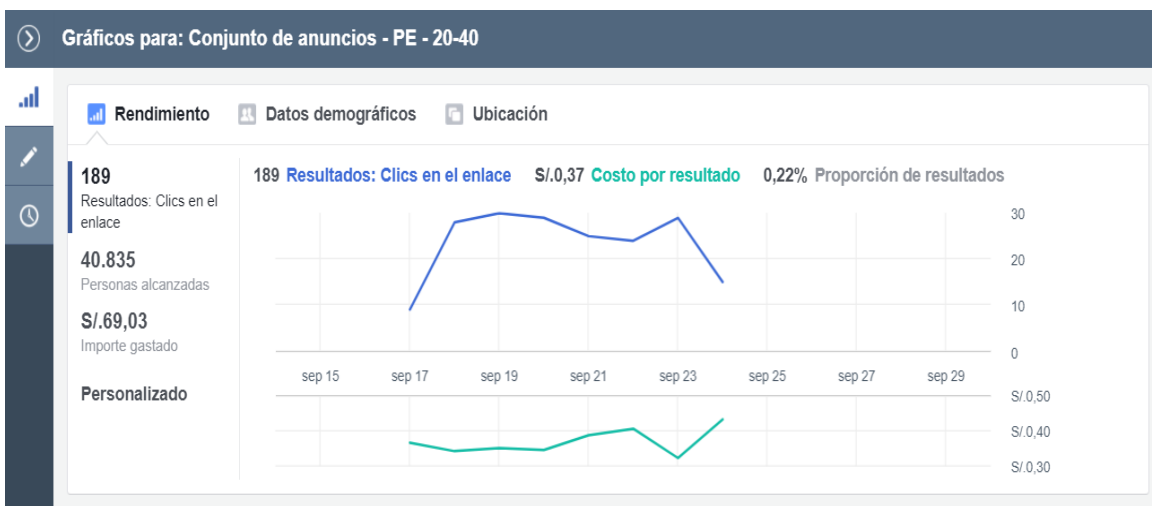 Gráficos para: Conjunto de anuncios - PE - 20-40
Rendimiento Datos demográficos Ubicación
189
Resultados: Clics en el
enlace
40.835
Personas alcanzadas
S/.69,03
Importe gastado
Personalizado
189 Resultados: Clics en el enlace S/.0,37 Costo por resultado 0,22% Proporción de resultados
30
20
10
0
sep 15 sep 17 sep 19 sep 21 sep 23 sep 25 sep 27 sep 29
S/.0,50
S/.0,40
S/.0,30